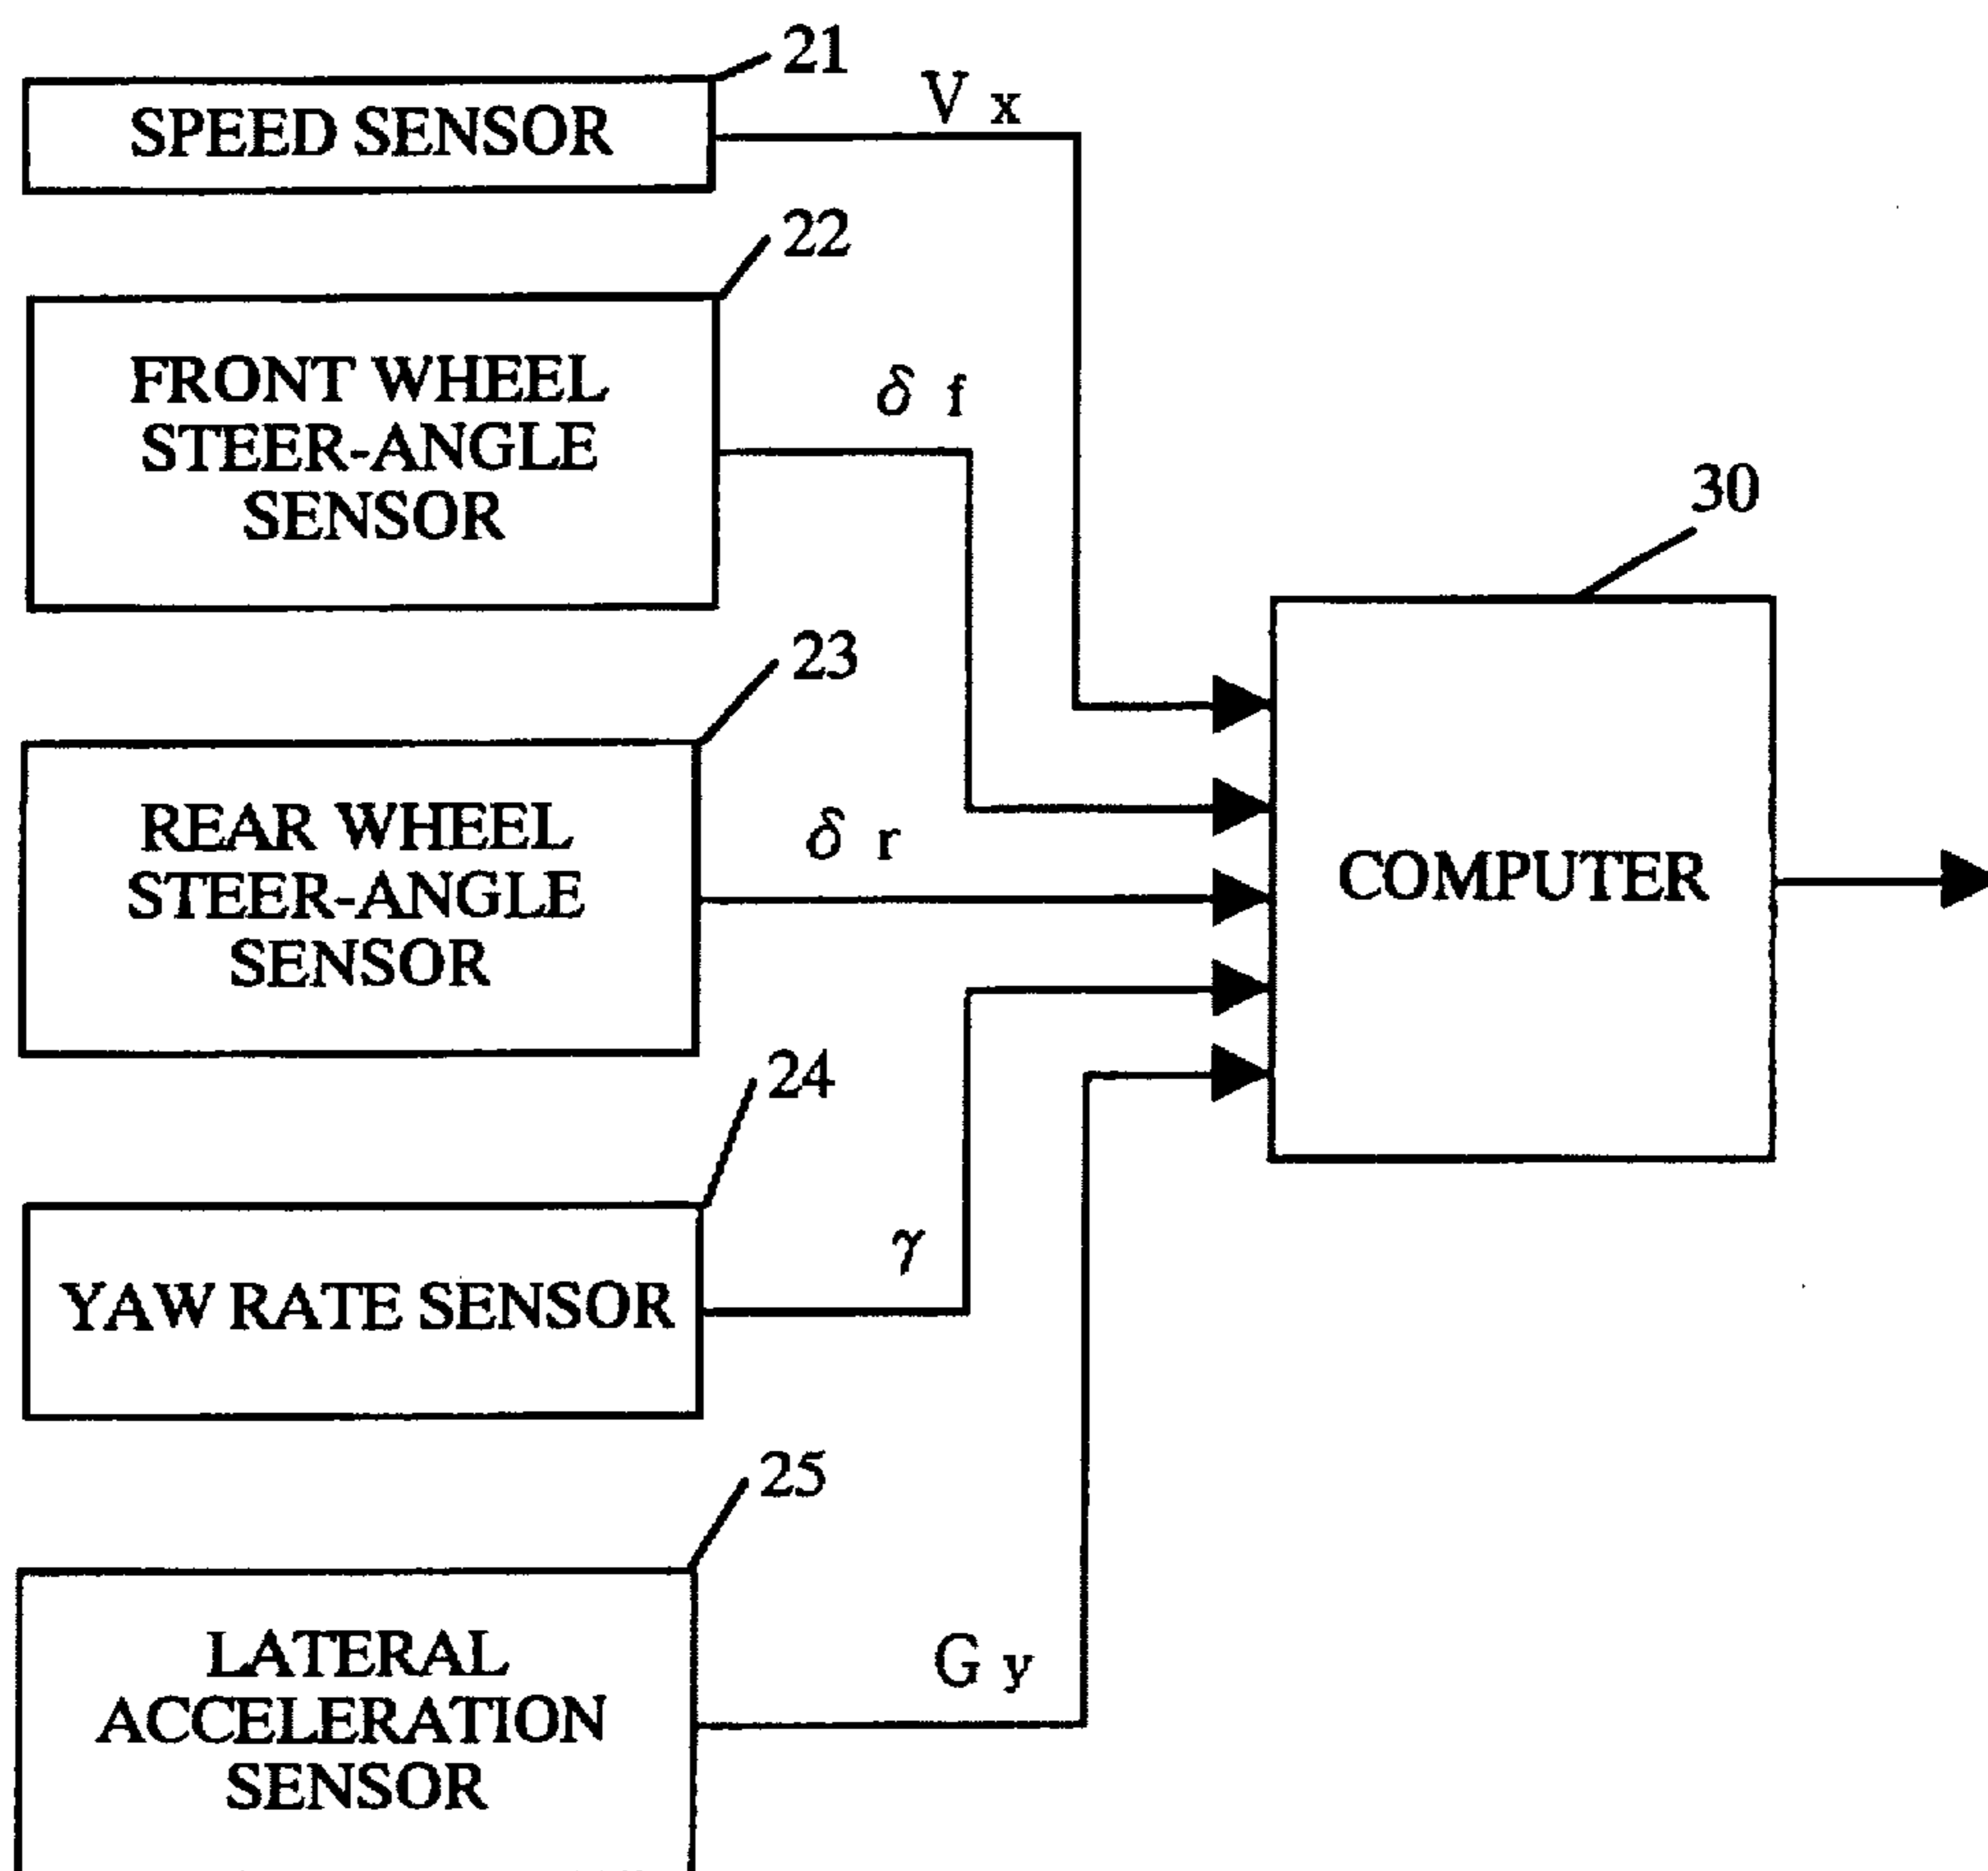 21
SPEED SENSOR
V x
22
FRONT WHEEL
STEER-ANGLE
SENSOR
δ f
30
23
REAR WHEEL
STEER-ANGLE
SENSOR
δ r
COMPUTER
24
YAW RATE SENSOR
γ
25
LATERAL
ACCELERATION
SENSOR
G y